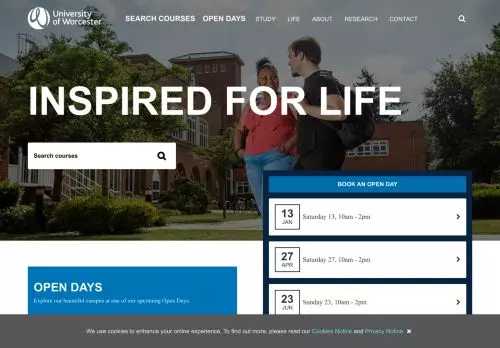 University
of Worcester
SEARCH COURSES OPEN DAYS STUDY LIFE ABOUT RESEARCH CONTACT
INSPIRED FOR LIFE
Search courses
BOOK AN OPEN DAY
13
JAN
Saturday 13, 10am - 2pm
27
APR
Saturday 27, 10am - 2pm
23
JUN
Sunday 23, 10am - 2pm
OPEN DAYS
Explore our beautiful campus at one of our upcoming Open Days.
We use cookies to enhance your online experience. To find out more, please read our Cookies Notice and Privacy Notice. ✖